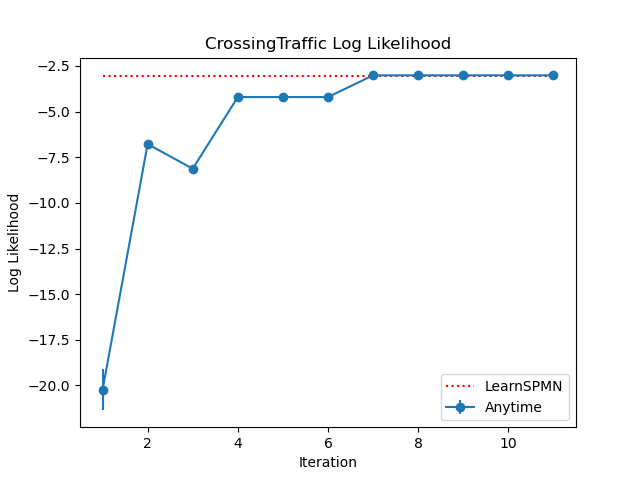 CrossingTraffic Log Likelihood
−2.5
−5.0
−7.5
−10.0
−12.5
−15.0
−17.5
−20.0
Log Likelihood
2 4 6 8 10
Iteration
LearnSPMN
Anytime